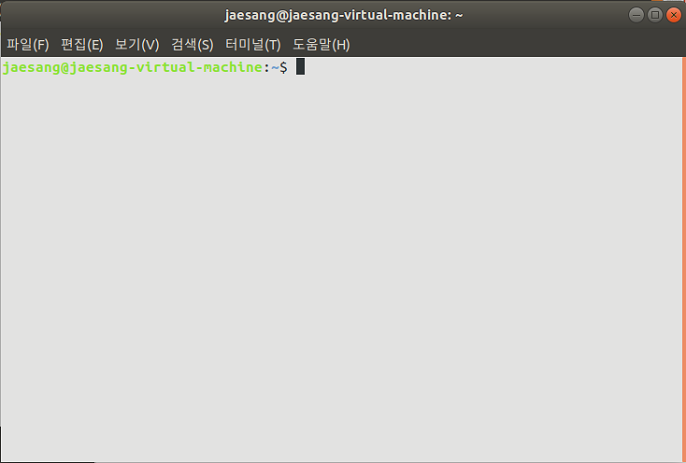 jaesang@jaesang-virtual-machine: ~
파일(F) 편집(E) 보기(V) 검색(S) 터미널(T) 도움말(H)
jaesang@jaesang-virtual-machine:~$